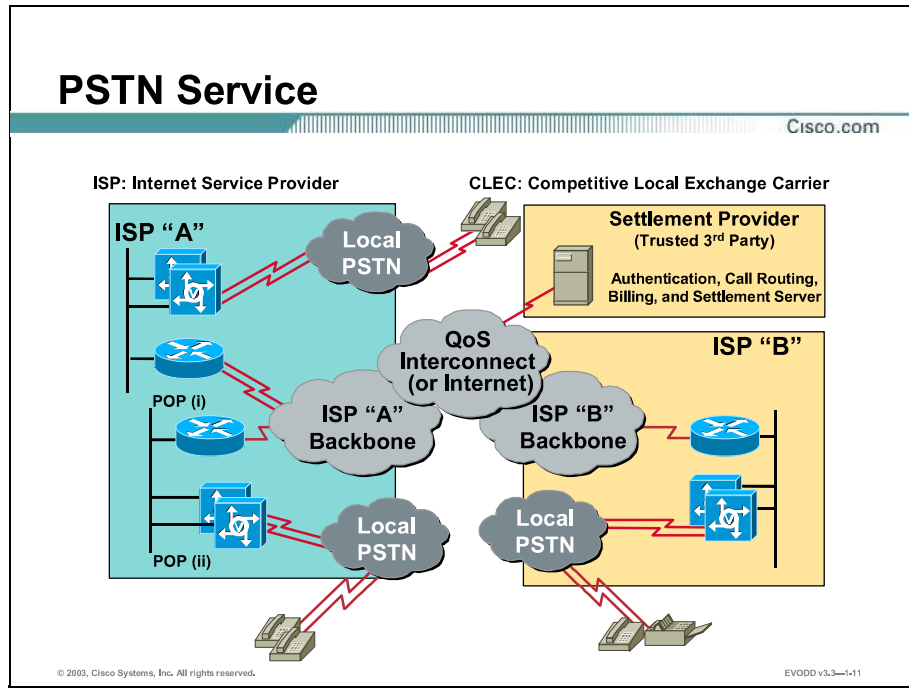 PSTN Service
Cisco.com
ISP: Internet Service Provider
CLEC: Competitive Local Exchange Carrier
ISP “A”
Local
PSTN
Settlement Provider
(Trusted 3rd Party)
Authentication, Call Routing,
Billing, and Settlement Server
QoS
Interconnect
(or Internet)
ISP “B”
POP (i)
ISP “A”
Backbone
ISP “B”
Backbone
V
V
V
Local
PSTN
Local
PSTN
POP (ii)
© 2003, Cisco Systems, Inc. All rights reserved.
EVODD v3.3—1-11